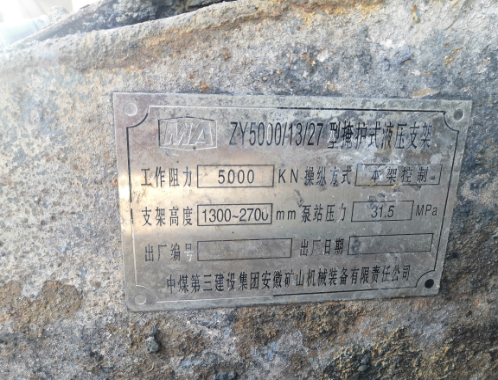 MA ZY5000/13/27 型掩护式液压支架
工作阻力 5000 KN 操纵方式 本架控制
支架高度 1300~2700 mm 泵站压力 31.5 MPa
出厂编号 出厂日期
中煤第三建设集团安徽矿山机械装备有限责任公司